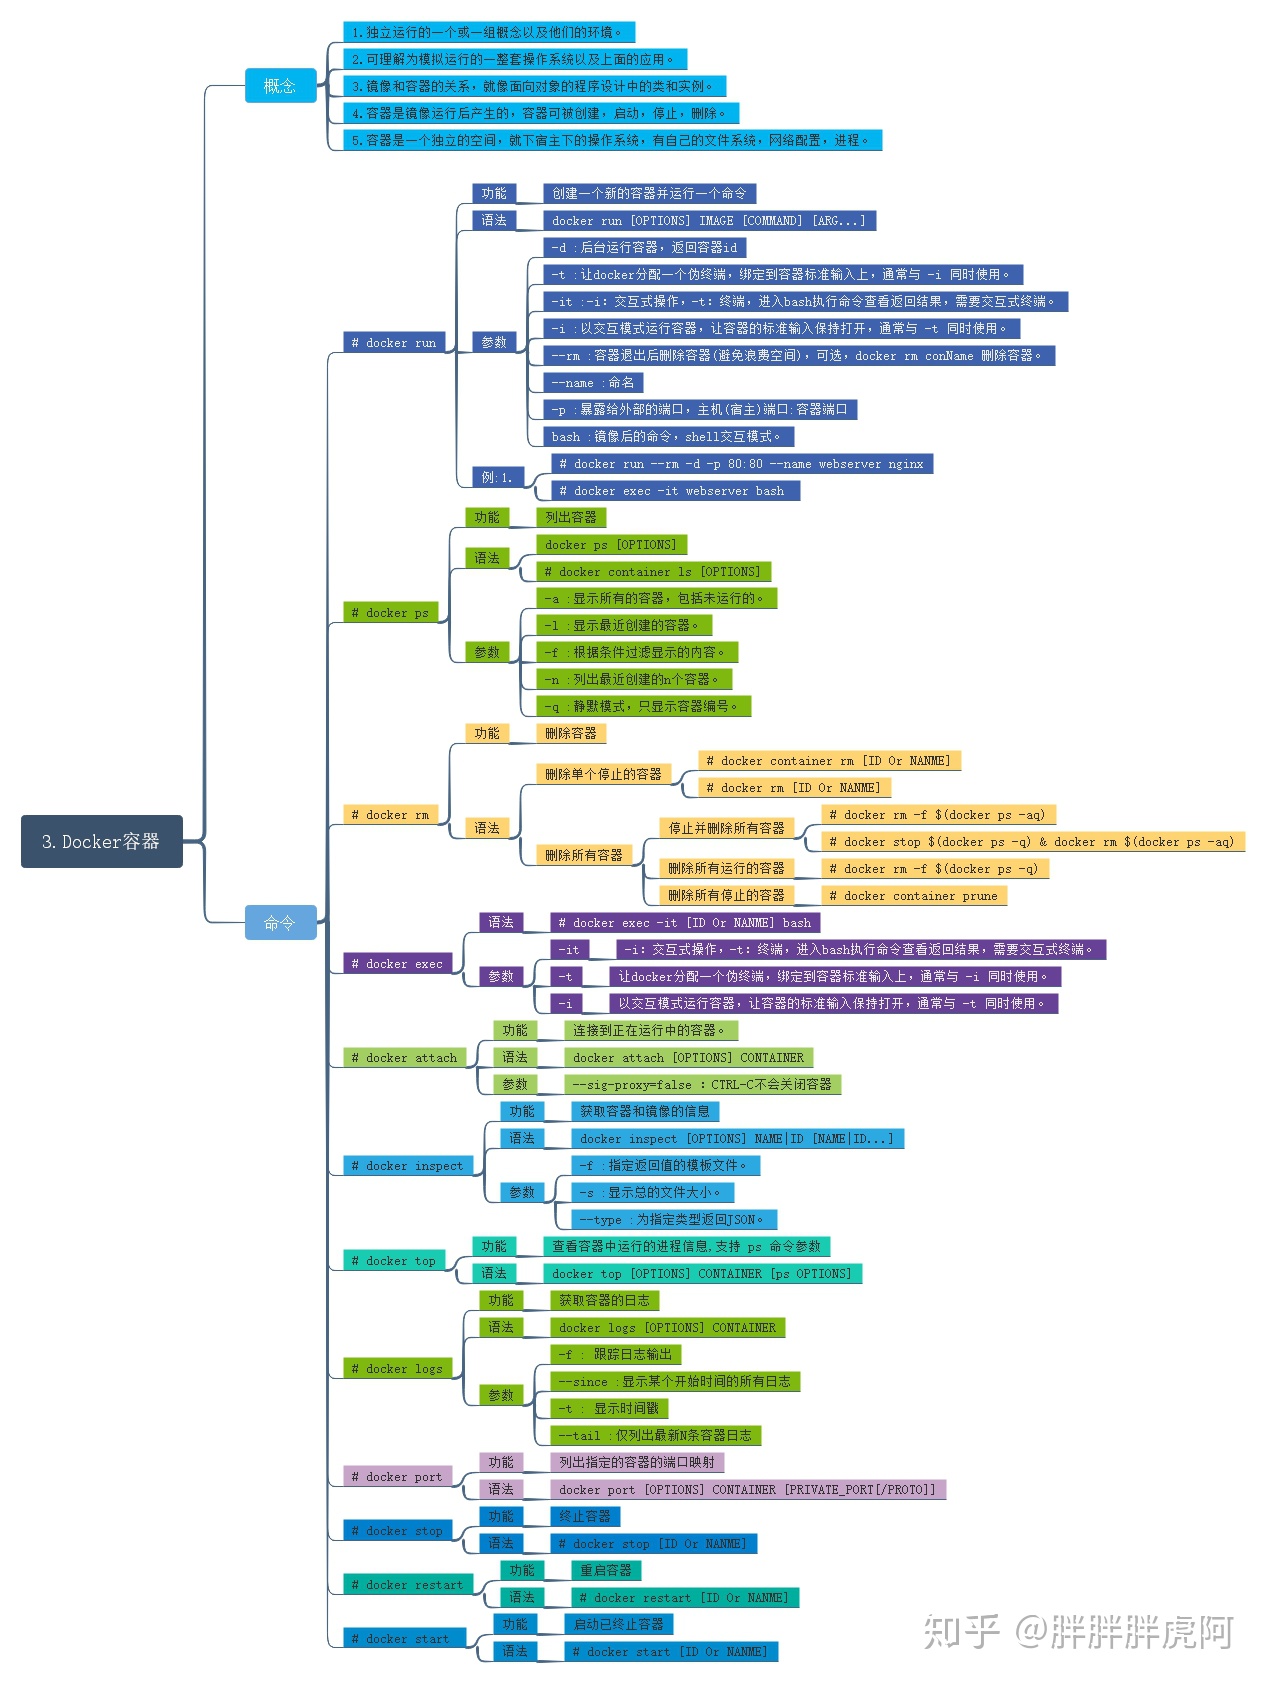 3.Docker容器
概念
1.独立运行的一个或一组概念以及他们的环境。
2.可理解为模拟运行的一整套操作系统以及上面的应用。
3.镜像和容器的关系，就像面向对象的程序设计中的类和实例。
4.容器是镜像运行后产生的，容器可被创建，启动，停止，删除。
5.容器是一个独立的空间，就下宿主下的操作系统，有自己的文件系统，网络配置，进程。
命令
# docker run
功能
创建一个新的容器并运行一个命令
语法
docker run [OPTIONS] IMAGE [COMMAND] [ARG...]
参数
-d :后台运行容器，返回容器id
-t :让docker分配一个伪终端，绑定到容器标准输入上，通常与 -i 同时使用。
-it :-i：交互式操作，-t：终端，进入bash执行命令查看返回结果，需要交互式终端。
-i :以交互模式运行容器，让容器的标准输入保持打开，通常与 -t 同时使用。
--rm :容器退出后删除容器(避免浪费空间)，可选，docker rm conName 删除容器。
--name :命名
-p :暴露给外部的端口，主机(宿主)端口:容器端口
bash :镜像后的命令，shell交互模式。
例:1.
# docker run --rm -d -p 80:80 --name webserver nginx
# docker exec -it webserver bash
# docker ps
功能
列出容器
语法
docker ps [OPTIONS]
# docker container ls [OPTIONS]
参数
-a :显示所有的容器，包括未运行的。
-l :显示最近创建的容器。
-f :根据条件过滤显示的内容。
-n :列出最近创建的n个容器。
-q :静默模式，只显示容器编号。
# docker rm
功能
删除容器
语法
删除单个停止的容器
# docker container rm [ID Or NANME]
# docker rm [ID Or NANME]
删除所有容器
停止并删除所有容器
# docker rm -f $(docker ps -aq)
# docker stop $(docker ps -q) & docker rm $(docker ps -aq)
删除所有运行的容器
# docker rm -f $(docker ps -q)
删除所有停止的容器
# docker container prune
# docker exec
语法
# docker exec -it [ID Or NANME] bash
参数
-it
-i：交互式操作，-t：终端，进入bash执行命令查看返回结果，需要交互式终端。
-t
让docker分配一个伪终端，绑定到容器标准输入上，通常与 -i 同时使用。
-i
以交互模式运行容器，让容器的标准输入保持打开，通常与 -t 同时使用。
# docker attach
功能
连接到正在运行中的容器。
语法
docker attach [OPTIONS] CONTAINER
参数
--sig-proxy=false ：CTRL-C不会关闭容器
# docker inspect
功能
获取容器和镜像的信息
语法
docker inspect [OPTIONS] NAME|ID [NAME|ID...]
参数
-f :指定返回值的模板文件。
-s :显示总的文件大小。
--type :为指定类型返回JSON。
# docker top
功能
查看容器中运行的进程信息,支持 ps 命令参数
语法
docker top [OPTIONS] CONTAINER [ps OPTIONS]
# docker logs
功能
获取容器的日志
语法
docker logs [OPTIONS] CONTAINER
参数
-f : 跟踪日志输出
--since :显示某个开始时间的所有日志
-t : 显示时间戳
--tail :仅列出最新N条容器日志
# docker port
功能
列出指定的容器的端口映射
语法
docker port [OPTIONS] CONTAINER [PRIVATE_PORT[/PROTO]]
# docker stop
功能
终止容器
语法
# docker stop [ID Or NANME]
# docker restart
功能
重启容器
语法
# docker restart [ID Or NANME]
# docker start
功能
启动已终止容器
语法
# docker start [ID Or NANME]
知乎 @胖胖胖虎阿